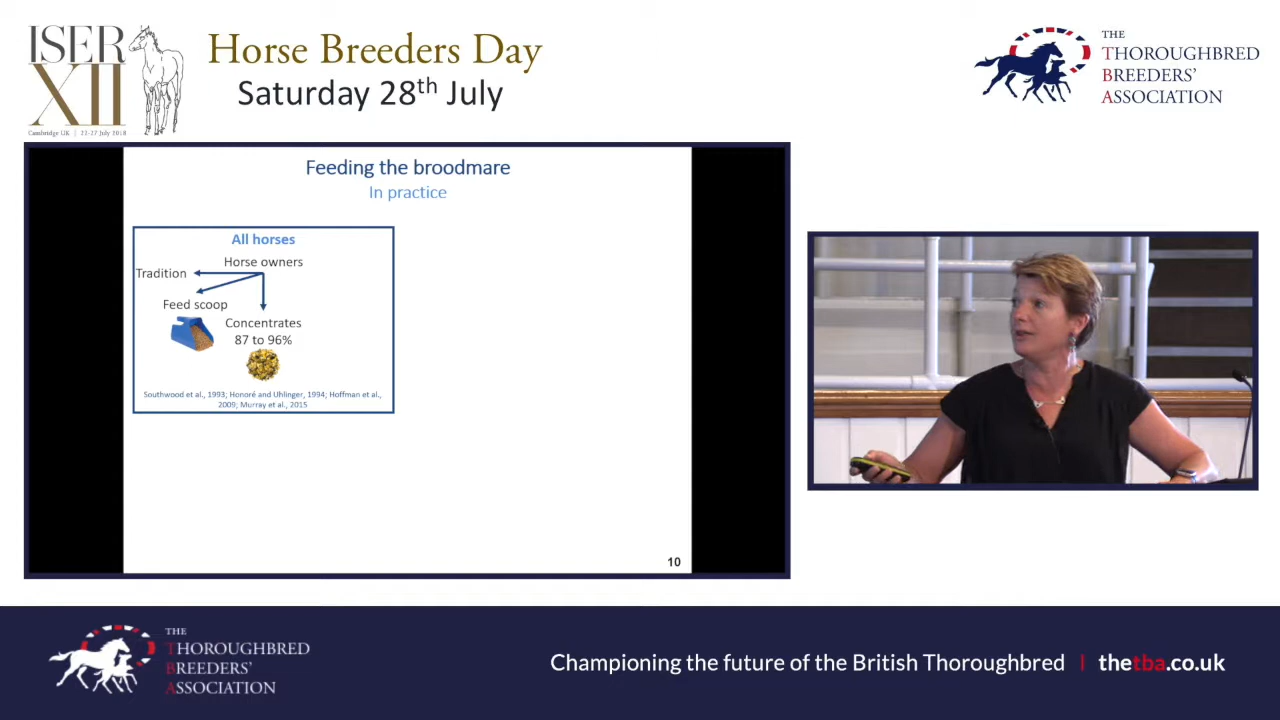 ISER
XII
Cambridge UK | 22-27 July 2018
Horse Breeders Day
Saturday 28th July
THE
THOROUGHBRED
BREEDERS'
ASSOCIATION
Feeding the broodmare
In practice
All horses
Horse owners
Tradition
Feed scoop
Concentrates
87 to 96%
Southwood et al., 1993; Honoré and Uhlinger, 1994; Hoffman et al.,
2009; Murray et al., 2015
10
THE
THOROUGHBRED
BREEDERS'
ASSOCIATION
Championing the future of the British Thoroughbred | thetba.co.uk